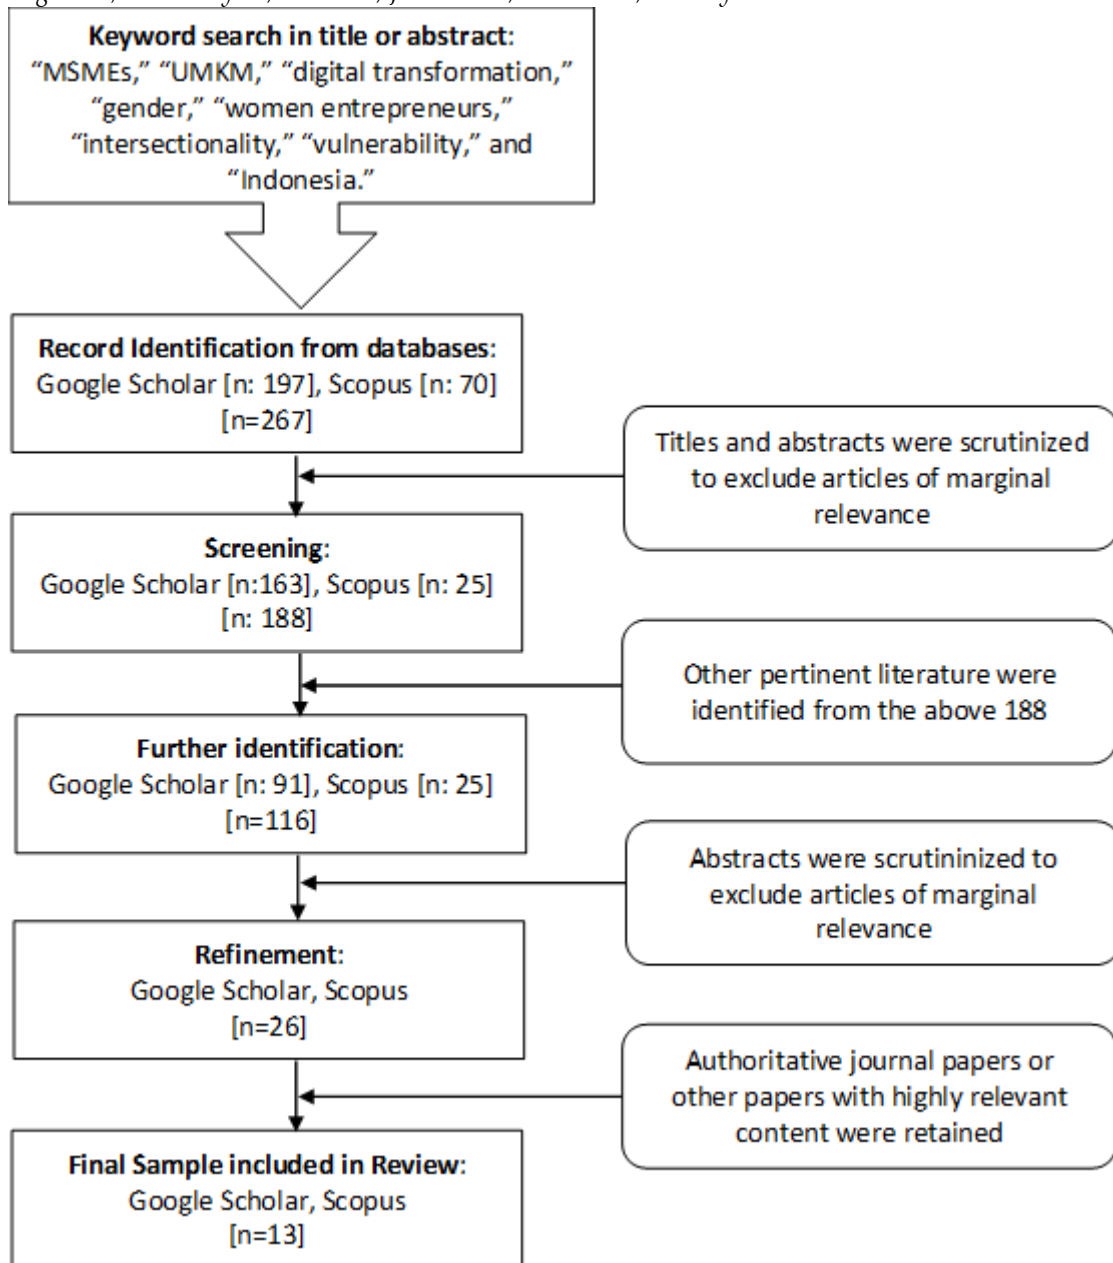 Keyword search in title or abstract:
“MSMEs,” “UMKM,” “digital transformation,”
“gender,” “women entrepreneurs,”
“intersectionality,” “vulnerability,” and
“Indonesia.”
Record Identification from databases:
Google Scholar [n: 197], Scopus [n: 70]
[n=267]
Titles and abstracts were scrutinized
to exclude articles of marginal
relevance
Screening:
Google Scholar [n:163], Scopus [n: 25]
[n: 188]
Other pertinent literature were
identified from the above 188
Further identification:
Google Scholar [n: 91], Scopus [n: 25]
[n=116]
Abstracts were scrutininized to
exclude articles of marginal
relevance
Refinement:
Google Scholar, Scopus
[n=26]
Authoritative journal papers or
other papers with highly relevant
content were retained
Final Sample included in Review:
Google Scholar, Scopus
[n=13]